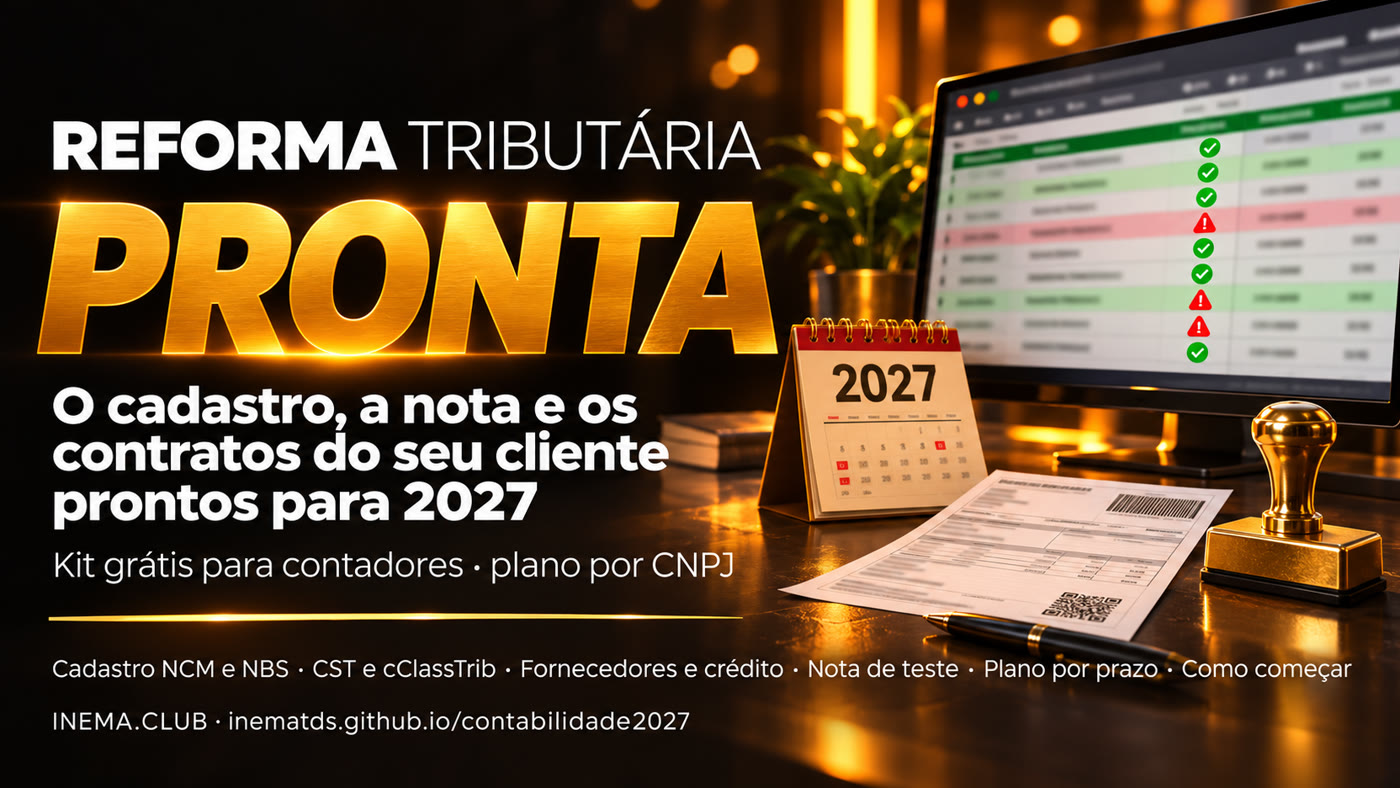 REFORMA TRIBUTÁRIA
PRONTA
O cadastro, a nota e os
contratos do seu cliente
prontos para 2027
Kit grátis para contadores · plano por CNPJ
2027
Cadastro NCM e NBS · CST e cClassTrib · Fornecedores e crédito · Nota de teste · Plano por prazo · Como começar
INEMA.CLUB · inematds.github.io/contabilidade2027